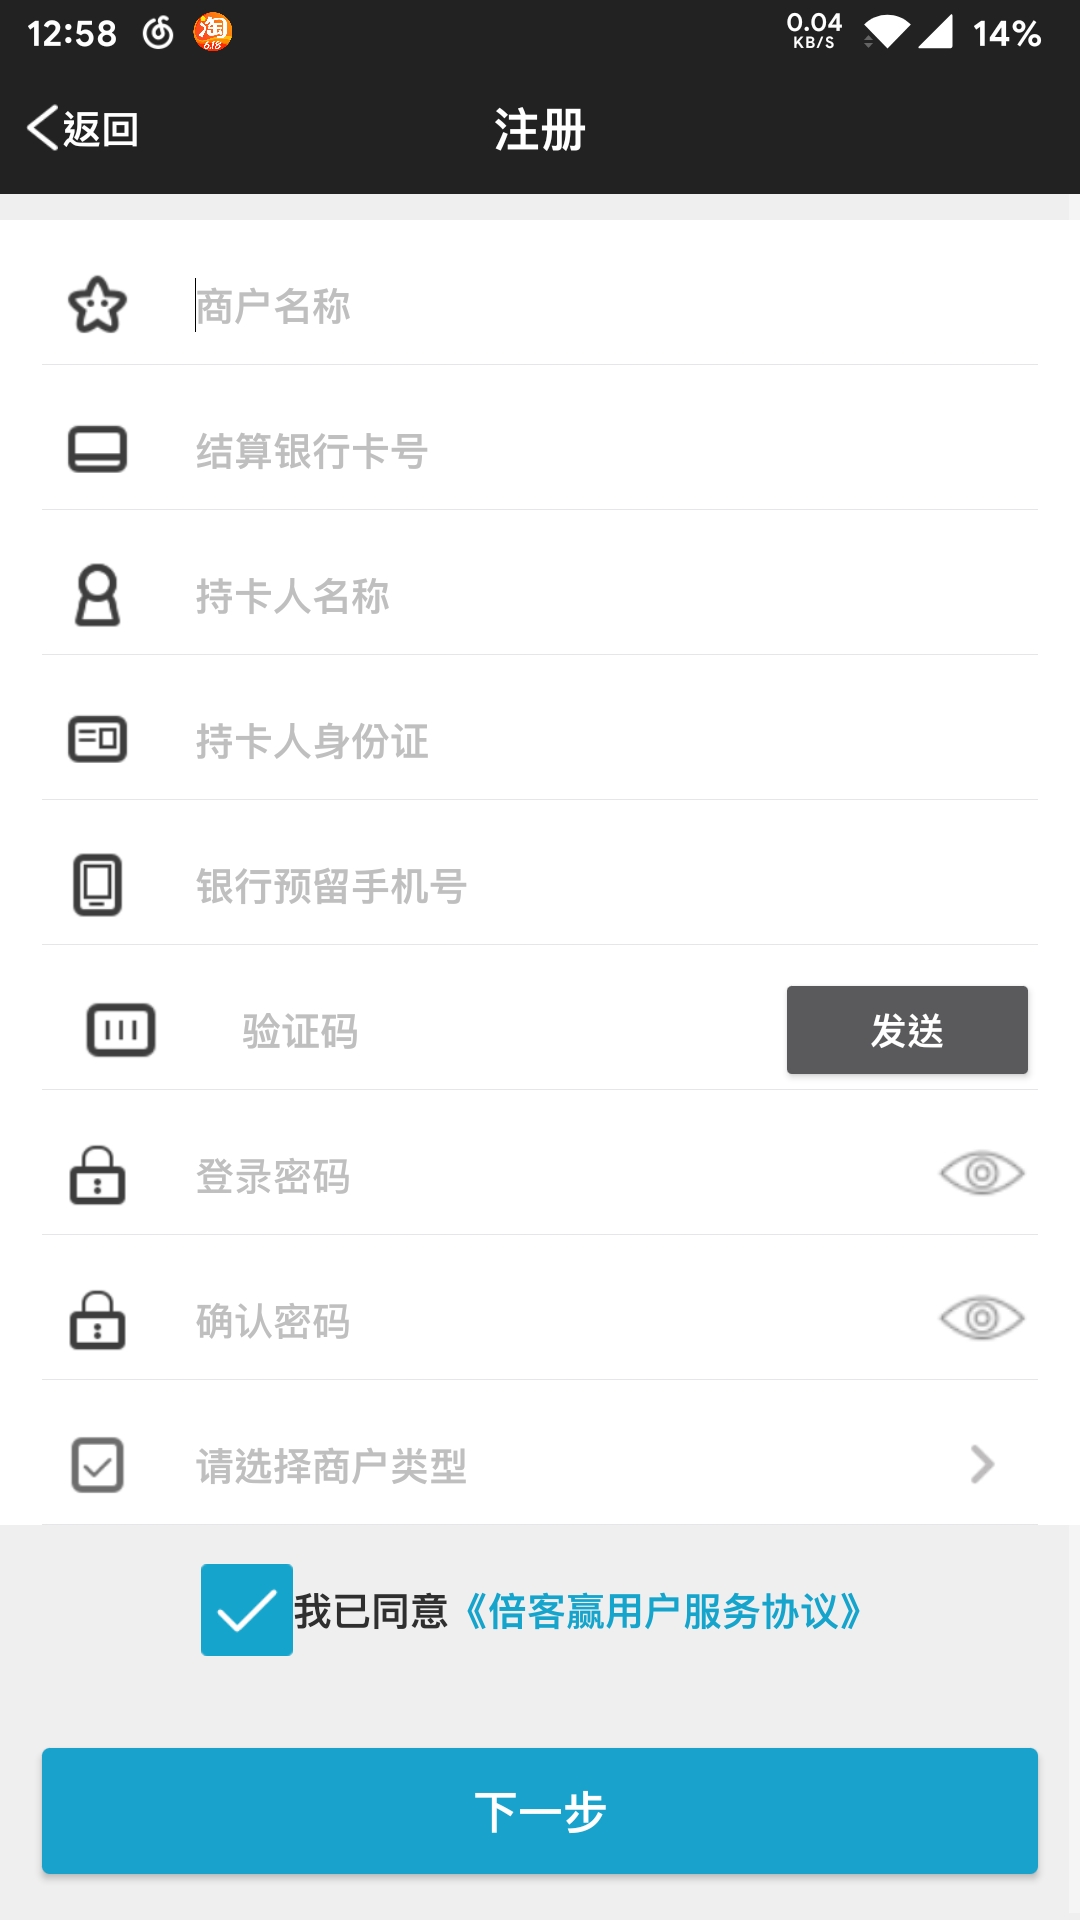 12:58 淘 6.18 0.04 KB/S 14%
返回 注册
商户名称
结算银行卡号
持卡人名称
持卡人身份证
银行预留手机号
验证码 发送
登录密码
确认密码
请选择商户类型
我已同意《倍客赢用户服务协议》
下一步